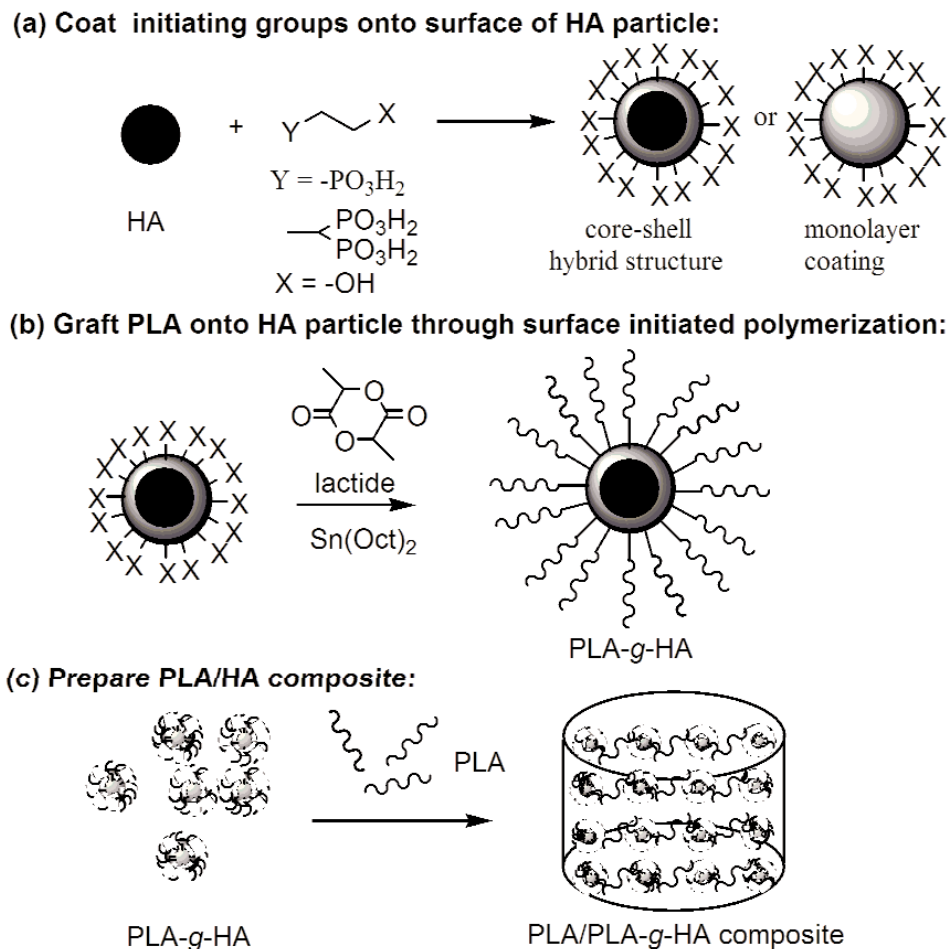 (a) Coat initiating groups onto surface of HA particle:
HA
+
Y
X
Y = -PO₃H₂
PO₃H₂
PO₃H₂
X = -OH
X X X X X X X X X X X X X X X X
core-shell
hybrid structure
or
X X X X X X X X X X X X X X X X
monolayer
coating
(b) Graft PLA onto HA particle through surface initiated polymerization:
X X X X X X X X X X X X X X X X
O
O
O
O
lactide
Sn(Oct)₂
PLA-g-HA
(c) Prepare PLA/HA composite:
PLA-g-HA
PLA
PLA/PLA-g-HA composite